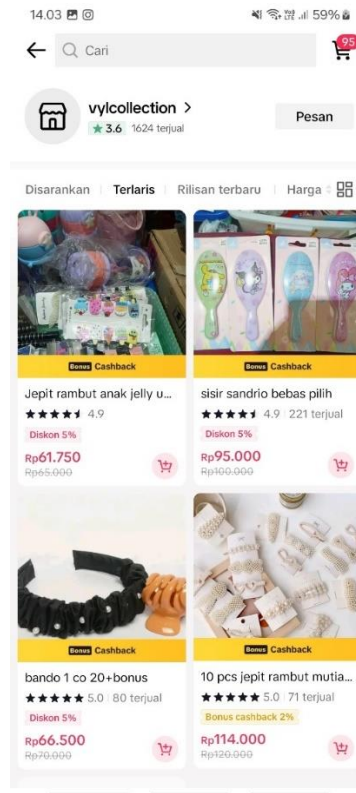 14.03
59%
Cari
95
vylcollection >
3.6 1624 terjual
Pesan
Disarankan Terlaris Rilisan terbaru Harga
Bonus Cashback
Jepit rambut anak jelly u...
4.9
Diskon 5%
Rp61.750
Rp65.000
Bonus Cashback
sisir sandrio bebas pilih
4.9 221 terjual
Diskon 5%
Rp95.000
Rp100.000
Bonus Cashback
bando 1 co 20+bonus
5.0 80 terjual
Diskon 5%
Rp66.500
Rp70.000
Bonus Cashback
10 pcs jepit rambut mutia...
5.0 71 terjual
Bonus cashback 2%
Rp114.000
Rp120.000